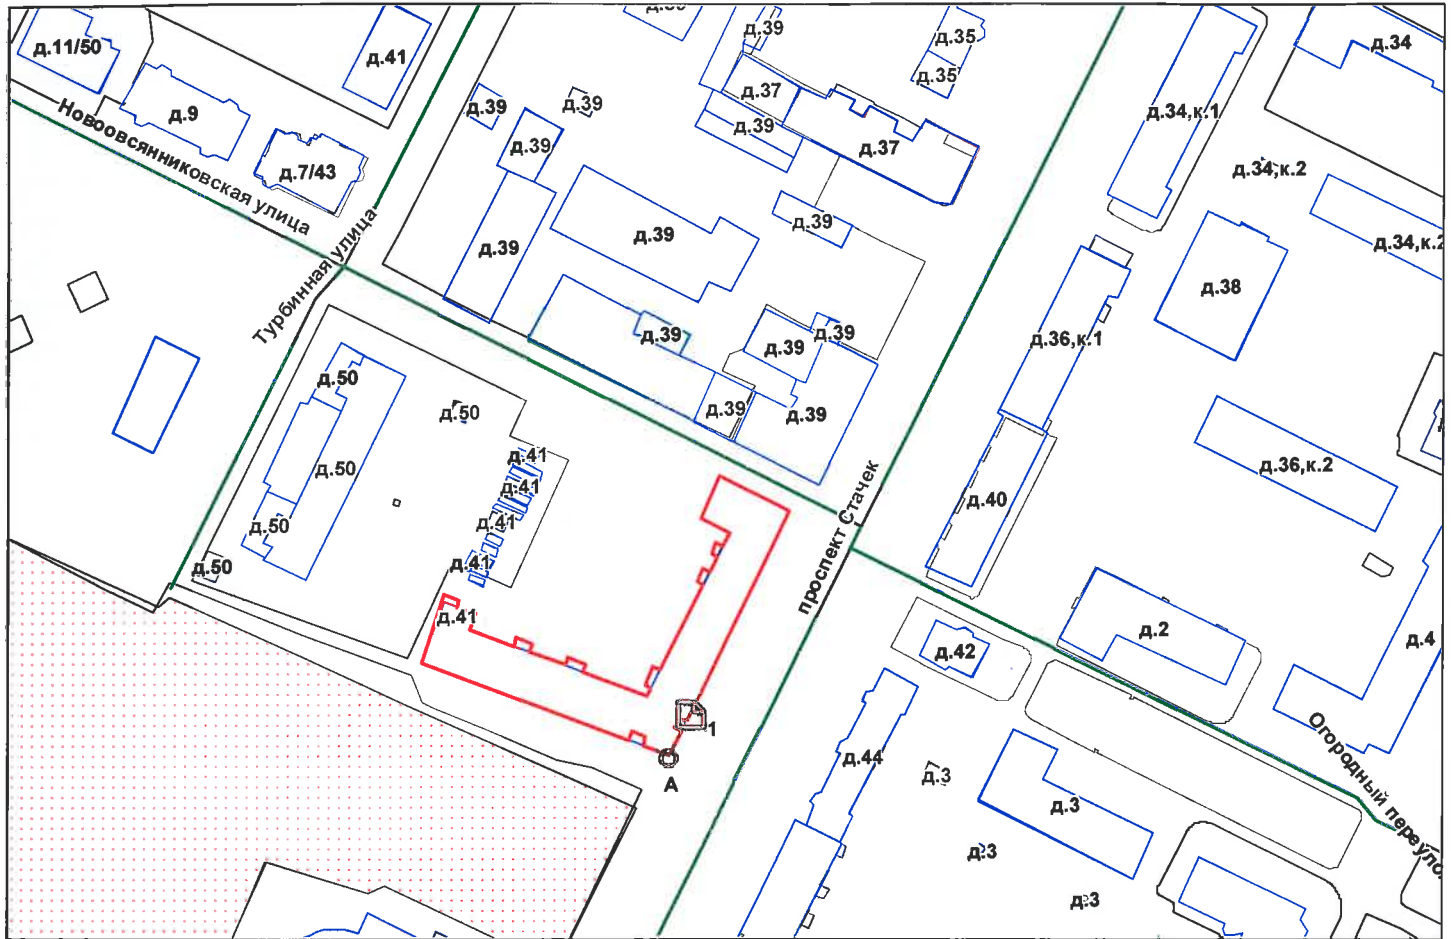 д.39
д.39
д.35
д.34
д.11/50
д.41
д.35
д.37
д.39
д.39
д.34,к.1
д.9
д.39
д.37
д.39
Новоовсянниковская улица
д.7/43
д.34,к.2
д.39
д.39
д.39
д.34,к.2
Турбинная улица
д.38
д.39
д.39
д.39
д.36,к.1
д.50
д.50
д.39
д.39
д.41
д.50
д.36,к.2
д.41
д.40
д.41
д.50
проспект Стачек
д.41
д.50
д.41
д.2
д.42
д.4
1
А
д.44
д.3
д.3
Огородный переуло
д.3
д.3